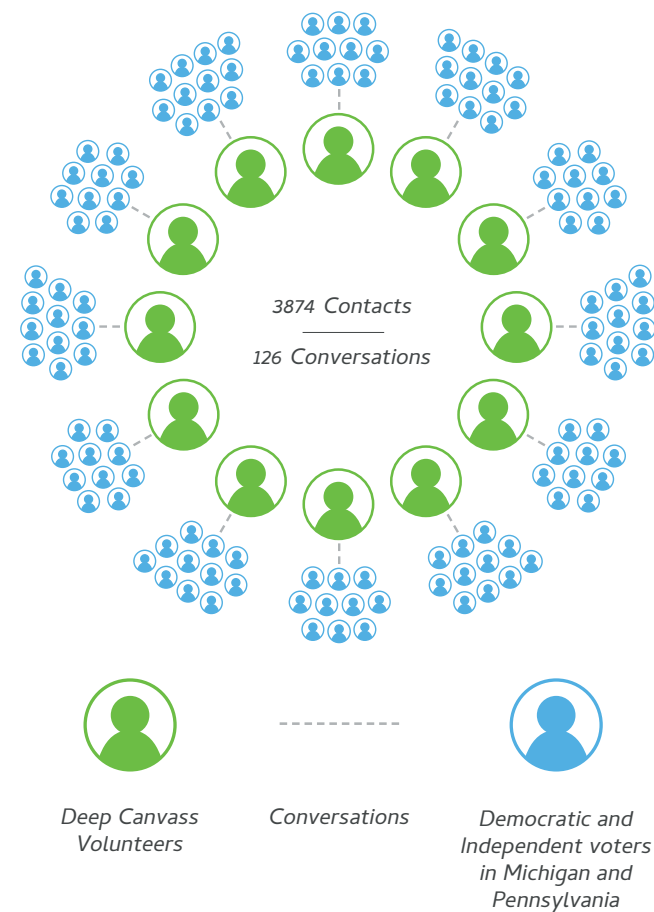 3874 Contacts
126 Conversations
Deep Canvass
Volunteers
Conversations
Democratic and
Independent voters
in Michigan and
Pennsylvania